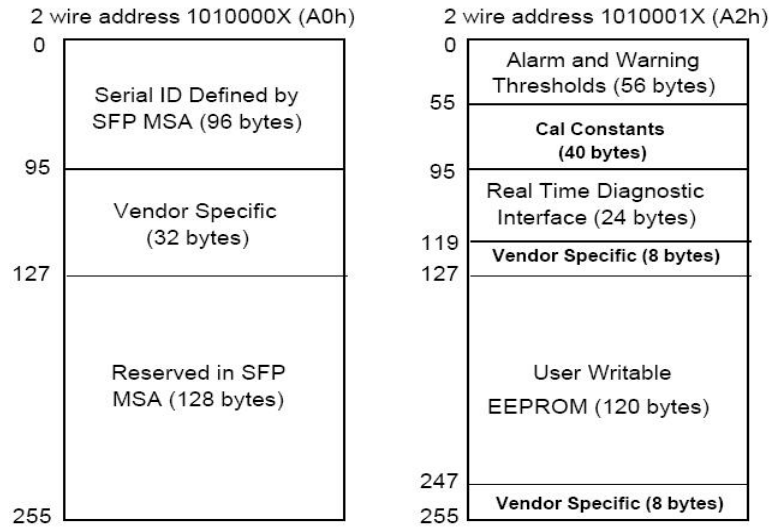 2 wire address 1010000X (A0h)
0
Serial ID Defined by
SFP MSA (96 bytes)
95
Vendor Specific
(32 bytes)
127
Reserved in SFP
MSA (128 bytes)
255
2 wire address 1010001X (A2h)
0
Alarm and Warning
Thresholds (56 bytes)
55
Cal Constants
(40 bytes)
95
Real Time Diagnostic
Interface (24 bytes)
119
Vendor Specific (8 bytes)
127
User Writable
EEPROM (120 bytes)
247
Vendor Specific (8 bytes)
255